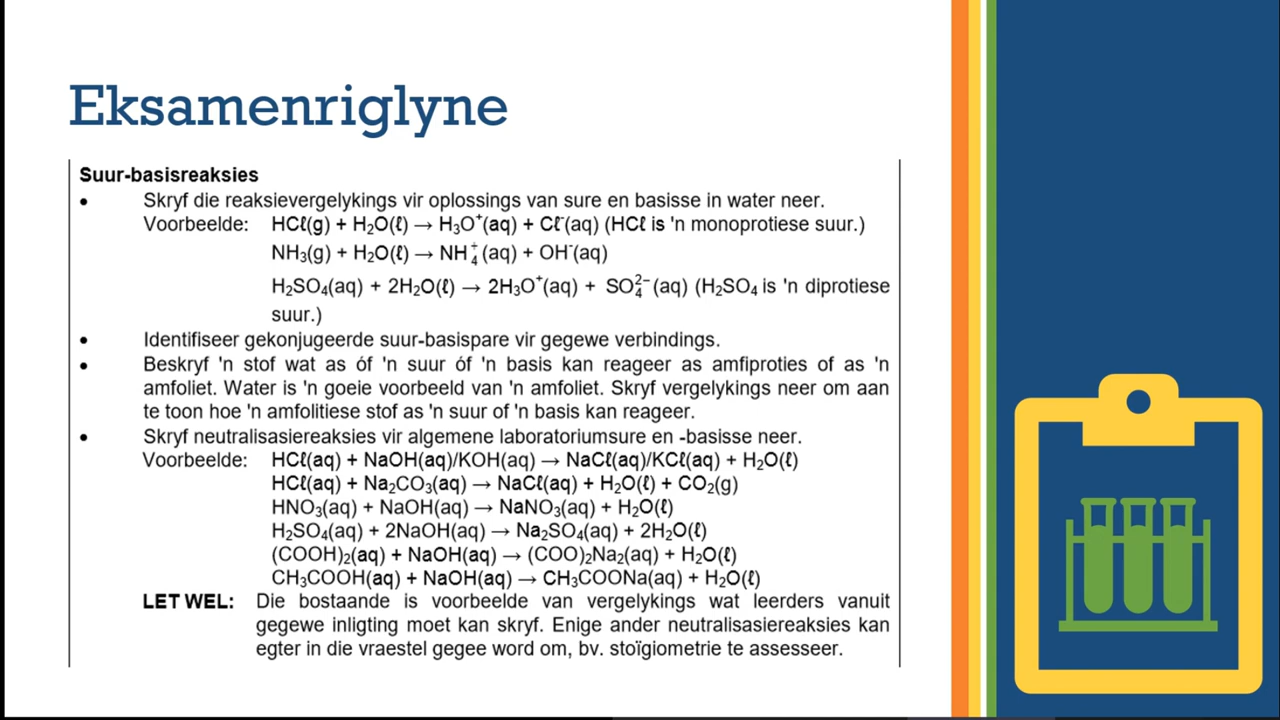 Eksamenriglyne
Suur-basisreaksies
• Skryf die reaksievergelykings vir oplossings van sure en basisse in water neer.
Voorbeelde: HCℓ(g) + H₂O(ℓ) → H₃O⁺(aq) + Cℓ⁻(aq) (HCℓ is 'n monoprotiese suur.)
NH₃(g) + H₂O(ℓ) → NH₄⁺(aq) + OH⁻(aq)
H₂SO₄(aq) + 2H₂O(ℓ) → 2H₃O⁺(aq) + SO₄²⁻(aq) (H₂SO₄ is 'n diprotiese
suur.)
• Identifiseer gekonjugeerde suur-basispare vir gegewe verbindings.
• Beskryf 'n stof wat as óf 'n suur óf 'n basis kan reageer as amfiproties of as 'n
amfoliet. Water is 'n goeie voorbeeld van 'n amfoliet. Skryf vergelykings neer om aan
te toon hoe 'n amfolitiese stof as 'n suur of 'n basis kan reageer.
• Skryf neutralisasiereaksies vir algemene laboratoriumsure en -basisse neer.
Voorbeelde: HCℓ(aq) + NaOH(aq)/KOH(aq) → NaCℓ(aq)/KCℓ(aq) + H₂O(ℓ)
HCℓ(aq) + Na₂CO₃(aq) → NaCℓ(aq) + H₂O(ℓ) + CO₂(g)
HNO₃(aq) + NaOH(aq) → NaNO₃(aq) + H₂O(ℓ)
H₂SO₄(aq) + 2NaOH(aq) → Na₂SO₄(aq) + 2H₂O(ℓ)
(COOH)₂(aq) + NaOH(aq) → (COO)₂Na₂(aq) + H₂O(ℓ)
CH₃COOH(aq) + NaOH(aq) → CH₃COONa(aq) + H₂O(ℓ)
LET WEL: Die bostaande is voorbeelde van vergelykings wat leerders vanuit
gegewe inligting moet kan skryf. Enige ander neutralisasiereaksies kan
egter in die vraestel gegee word om, bv. stoïgiometrie te assesseer.